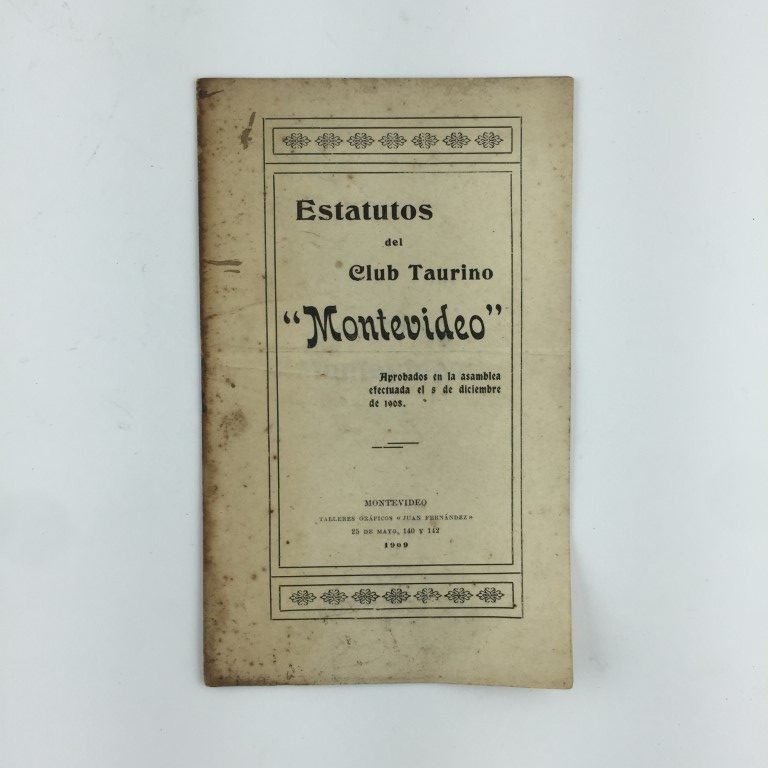 Estatutos
del
Club Taurino
“Montevideo”
Aprobados en la asamblea
efectuada el 5 de diciembre
de 1908.
MONTEVIDEO
TALLERES GRÁFICOS «JUAN FERNÁNDEZ»
25 DE MAYO, 140 Y 142
1909